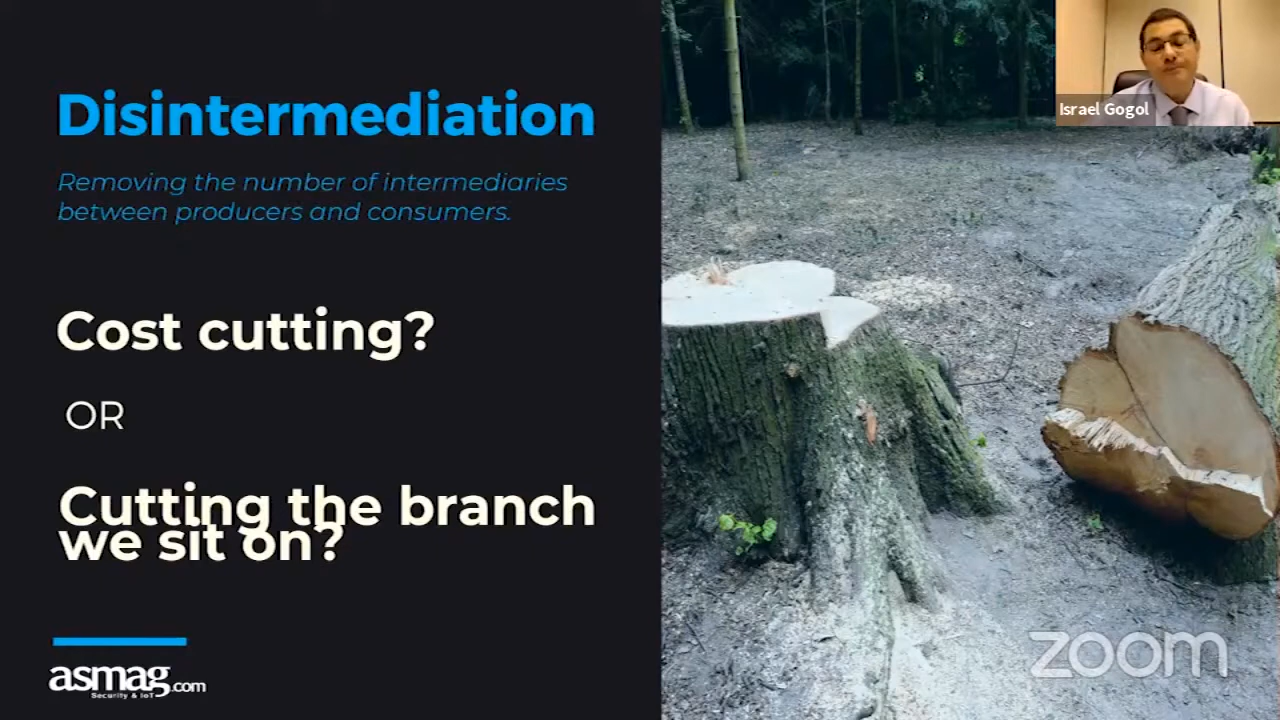 Disintermediation
Removing the number of intermediaries
between producers and consumers.
Cost cutting?
OR
Cutting the branch
we sit on?
asmag.com
Security & IoT
Israel Gogol
zoom